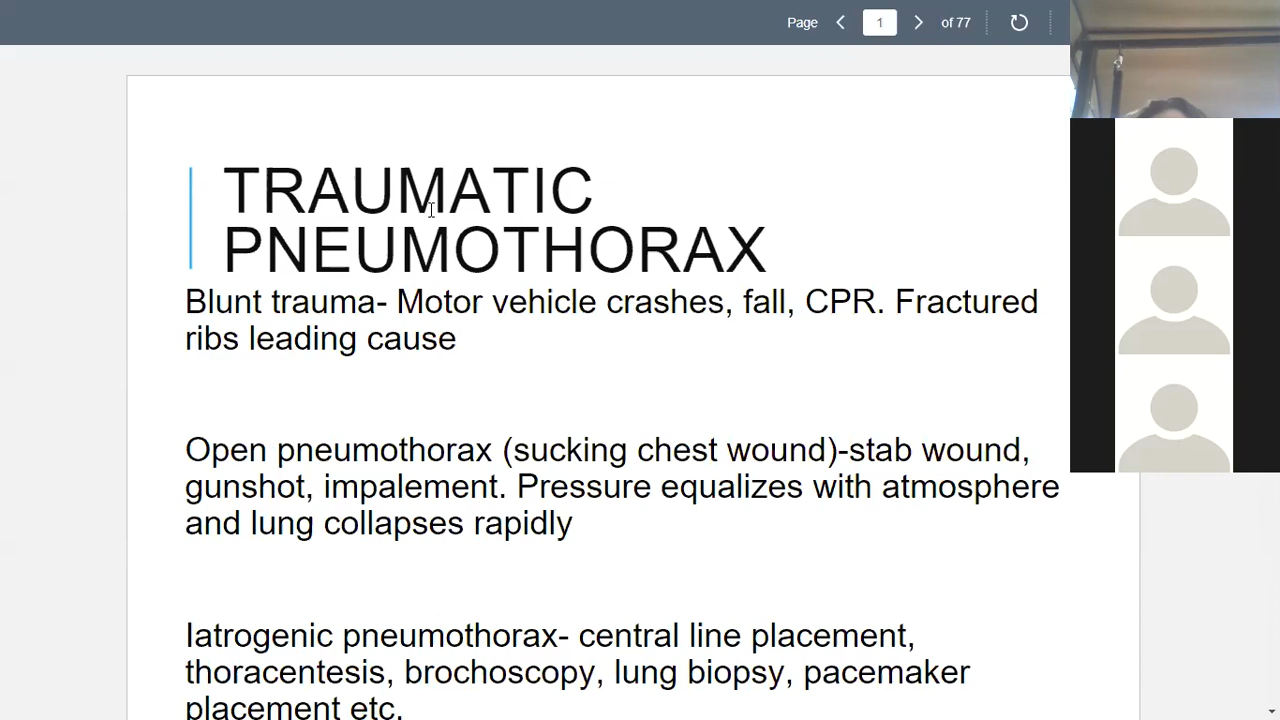 Page 1 of 77
TRAUMATIC
PNEUMOTHORAX
Blunt trauma- Motor vehicle crashes, fall, CPR. Fractured
ribs leading cause
Open pneumothorax (sucking chest wound)-stab wound,
gunshot, impalement. Pressure equalizes with atmosphere
and lung collapses rapidly
Iatrogenic pneumothorax- central line placement,
thoracentesis, brochoscopy, lung biopsy, pacemaker
placement etc.